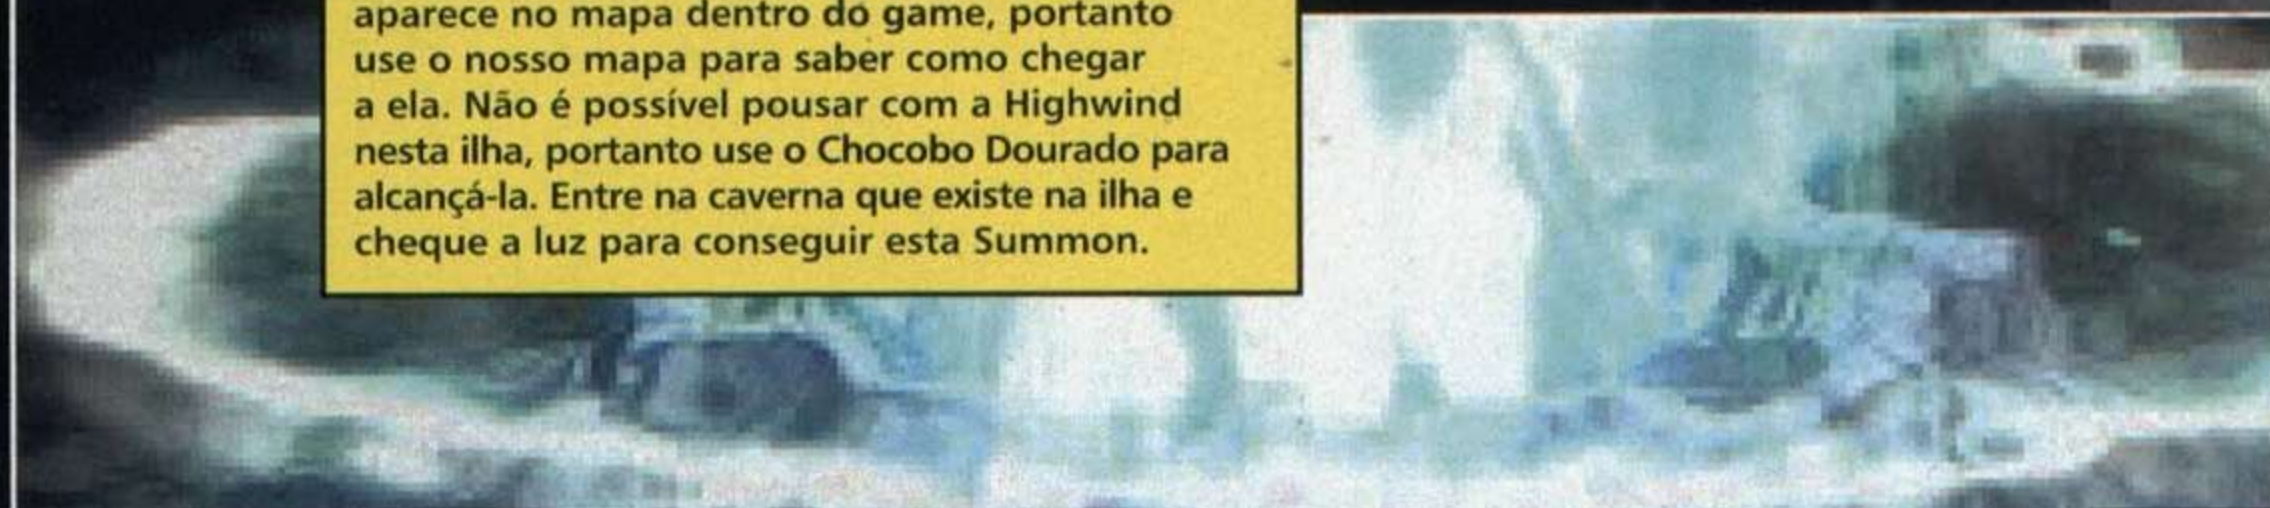 aparece no mapa dentro do game, portanto
use o nosso mapa para saber como chegar
a ela. Não é possível pousar com a Highwind
nesta ilha, portanto use o Chocobo Dourado para
alcançá-la. Entre na caverna que existe na ilha e
cheque a luz para conseguir esta Summon.